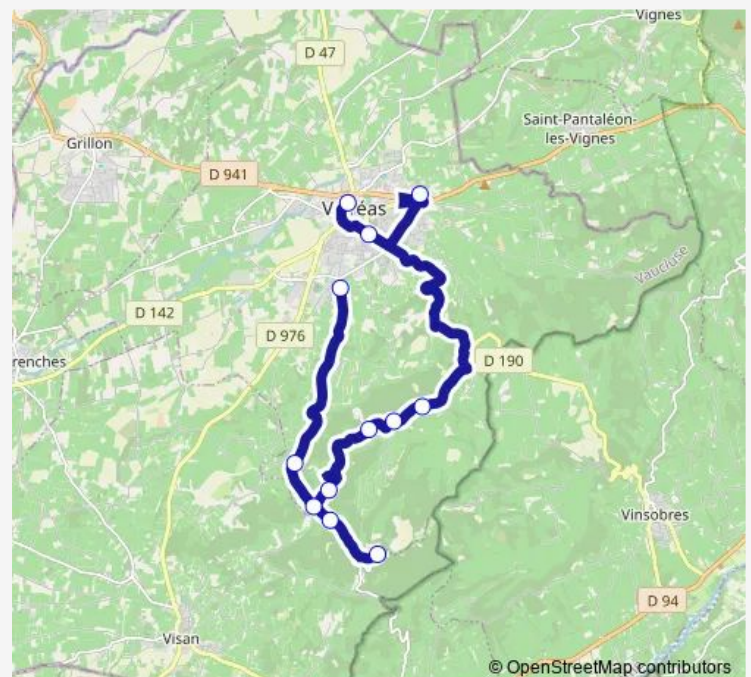 Vignes
D 47
Saint-Pantaléon-
les-Vignes
Grillon
D 941
Vaucluse
D 142
D 976
renches
D 190
Vinsobres
D 94
Visan
© OpenStreetMap contributors